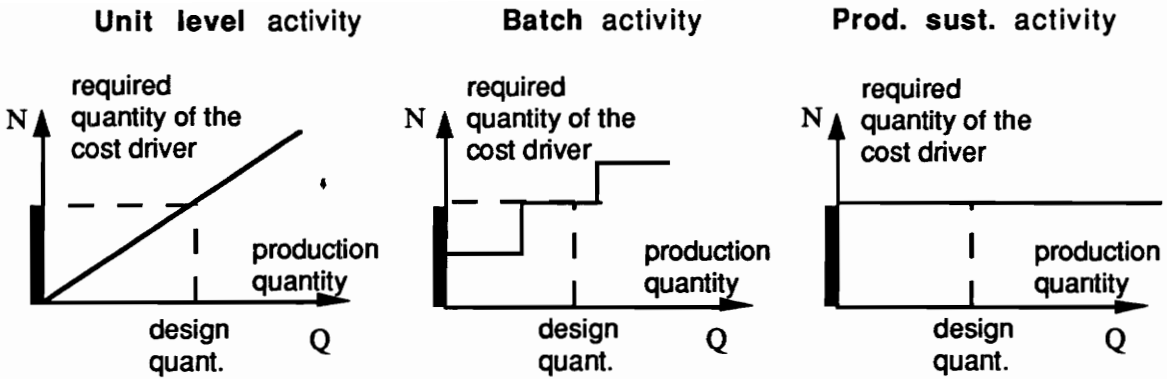 Unit level activity
required
N quantity of the
cost driver
production
quantity
design
quant.
Q
Batch activity
required
N quantity of the
cost driver
production
quantity
design
quant.
Q
Prod. sust. activity
required
N quantity of the
cost driver
production
quantity
design
quant.
Q